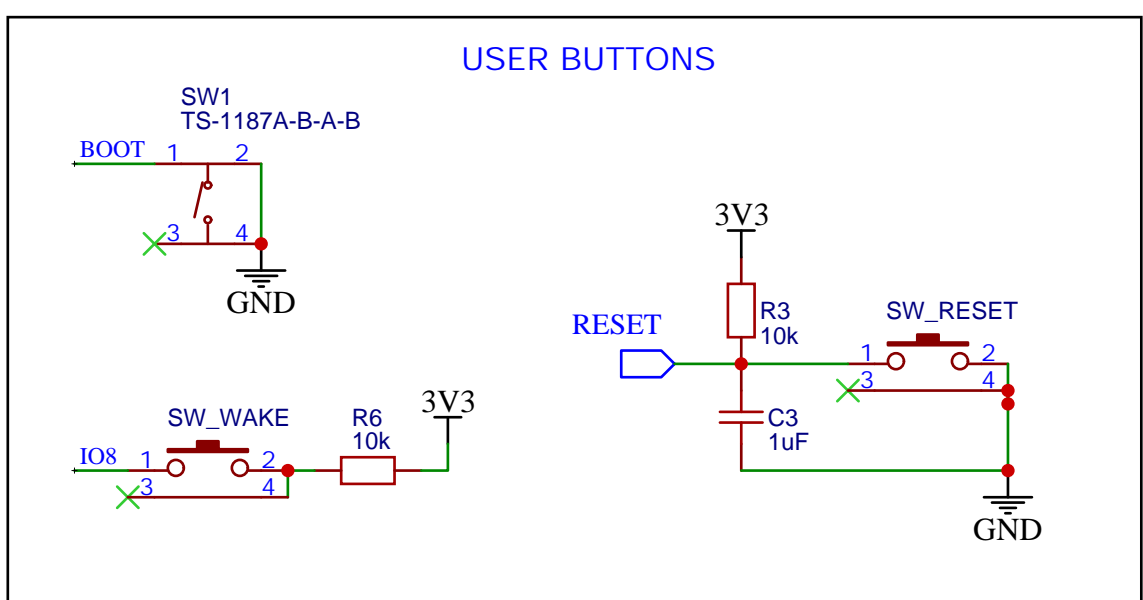 USER BUTTONS
SW1
TS-1187A-B-A-B
BOOT 1 2
3 4
GND
3V3
R3
10k
RESET
SW_RESET
1 2
3 4
C3
1uF
GND
3V3
SW_WAKE
R6
10k
IO8 1 2
3 4